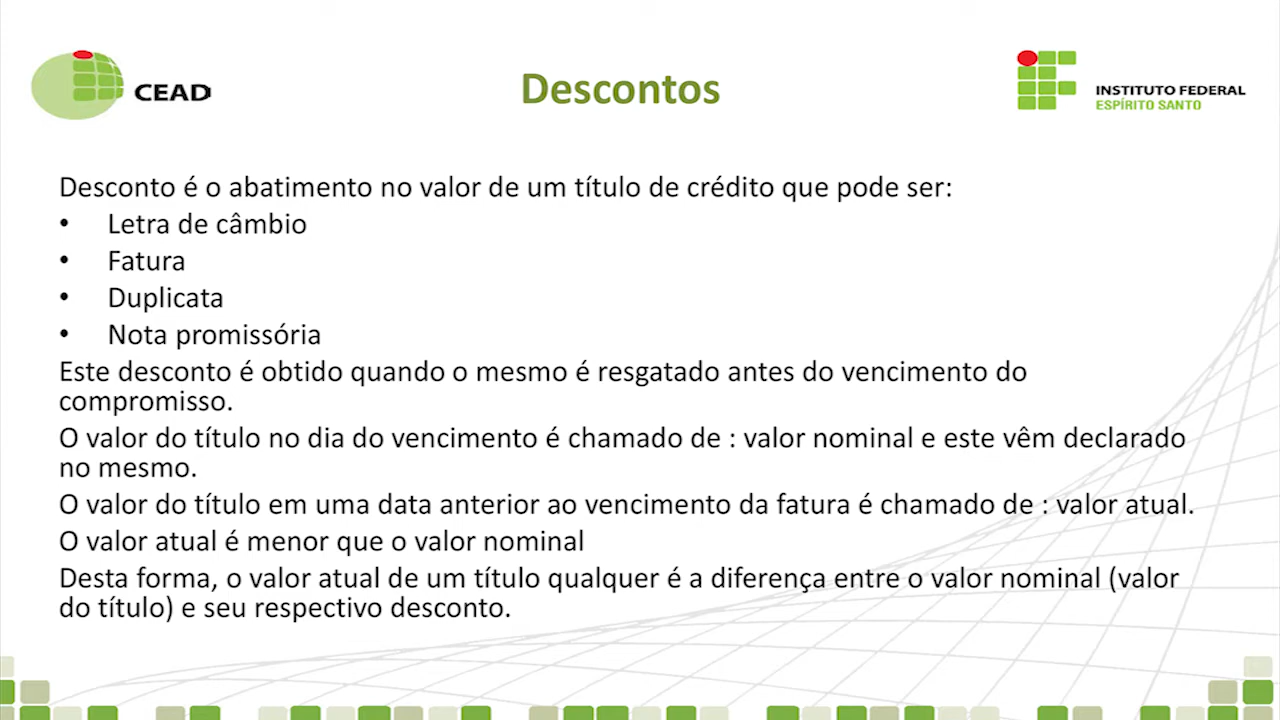 CEAD
Descontos
INSTITUTO FEDERAL
ESPÍRITO SANTO
Desconto é o abatimento no valor de um título de crédito que pode ser:
• Letra de câmbio
• Fatura
• Duplicata
• Nota promissória
Este desconto é obtido quando o mesmo é resgatado antes do vencimento do
compromisso.
O valor do título no dia do vencimento é chamado de : valor nominal e este vêm declarado
no mesmo.
O valor do título em uma data anterior ao vencimento da fatura é chamado de : valor atual.
O valor atual é menor que o valor nominal
Desta forma, o valor atual de um título qualquer é a diferença entre o valor nominal (valor
do título) e seu respectivo desconto.